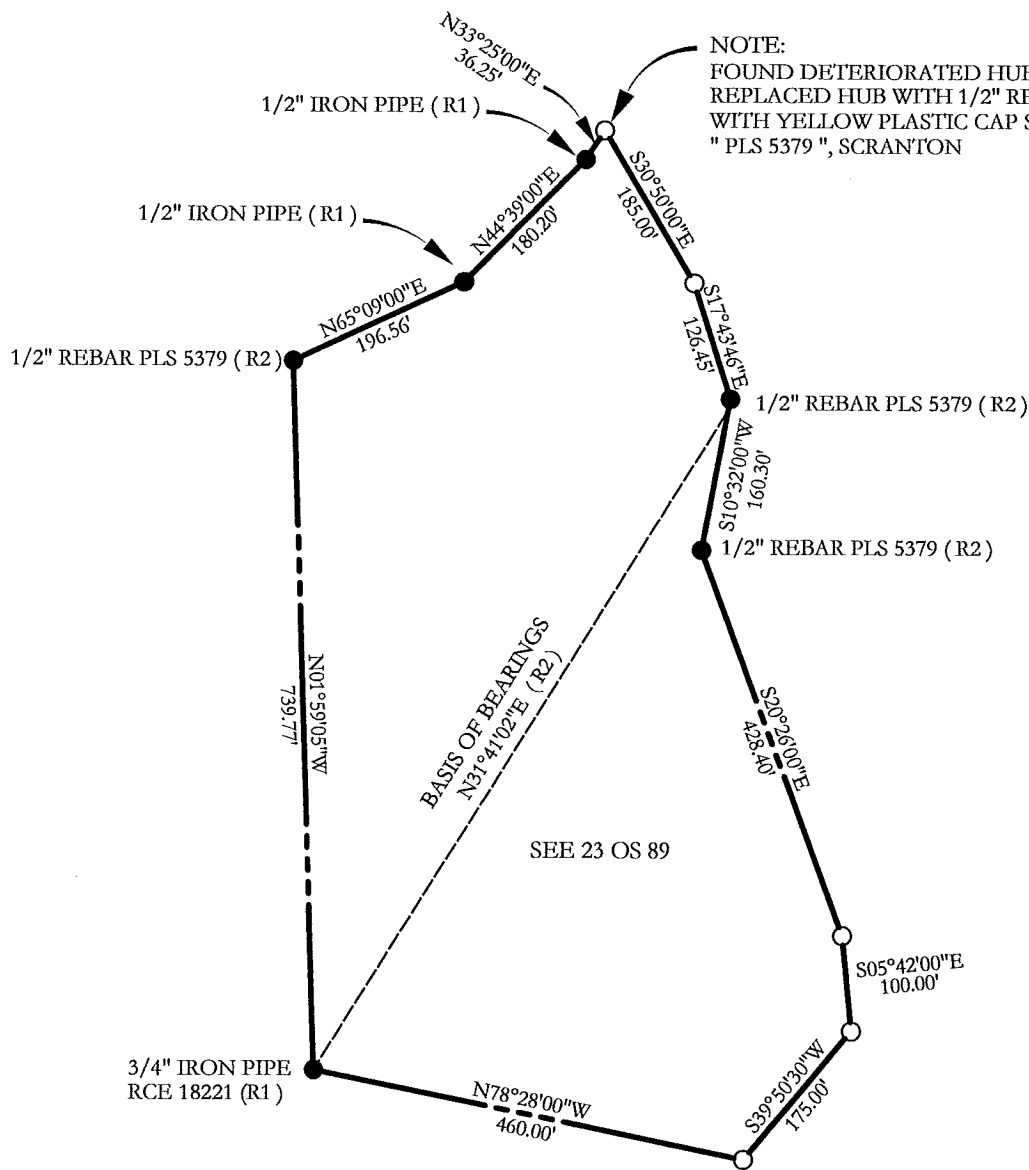 N33°25'00"E
36.25'
NOTE:
FOUND DETERIORATED HUB
REPLACED HUB WITH 1/2"
WITH YELLOW PLASTIC CAP
" PLS 5379 ", SCRANTON
1/2" IRON PIPE ( R1 )
1/2" IRON PIPE ( R1 )
N44°39'00"E
180.20'
S30°50'00"E
185.00'
N65°09'00"E
196.56'
S17°43'46"E
126.45'
1/2" REBAR PLS 5379 ( R2 )
1/2" REBAR PLS 5379 ( R2 )
S10°32'00"W
160.30'
1/2" REBAR PLS 5379 ( R2 )
N01°59'05"W
739.77'
BASIS OF BEARINGS
N31°41'02"E ( R2 )
S20°26'00"E
428.40'
SEE 23 OS 89
S05°42'00"E
100.00'
3/4" IRON PIPE
RCE 18221 (R1 )
N78°28'00"W
460.00'
S39°50'30"W
175.00'